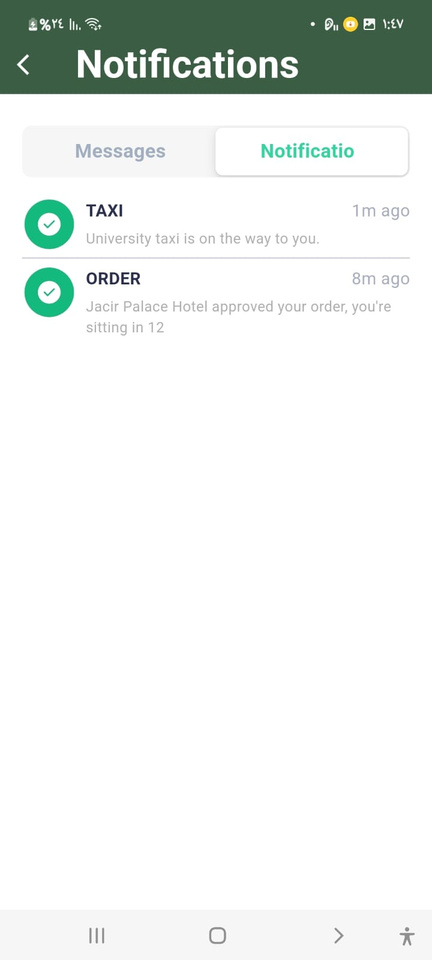 %٢٤
١:٤٧
Notifications
Messages
Notificatio
TAXI
1m ago
University taxi is on the way to you.
ORDER
8m ago
Jacir Palace Hotel approved your order, you're
sitting in 12